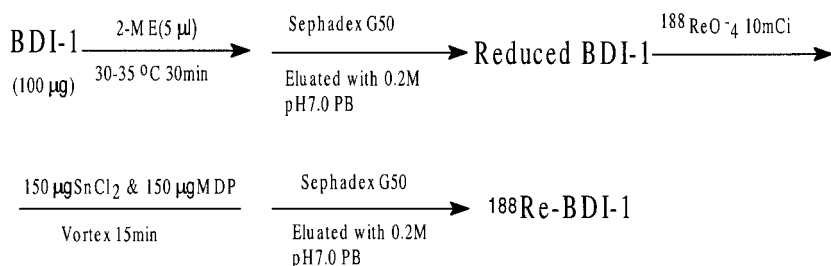 BDI-1
(100 μg)
2-ME(5 μl)
30-35 ºC 30min
Sephadex G50
Eluated with 0.2M
pH7.0 PB
Reduced BDI-1
¹⁸⁸ReO⁻₄ 10mCi
150 μgSnCl₂ & 150 μgMDP
Vortex 15min
Sephadex G50
Eluated with 0.2M
pH7.0 PB
¹⁸⁸Re-BDI-1